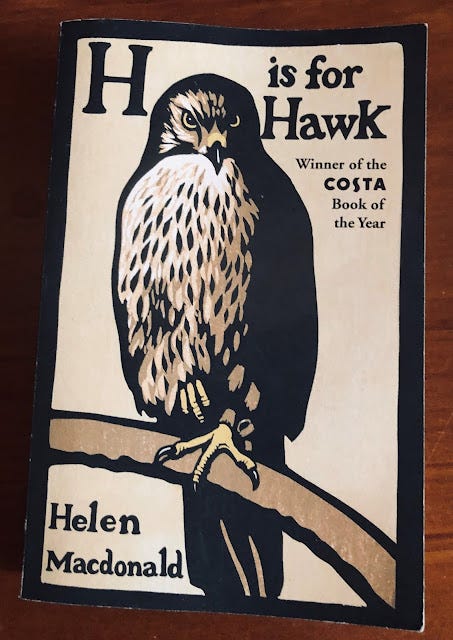 H is for
Hawk
Winner of the
COSTA
Book of
the Year
Helen
Macdonald